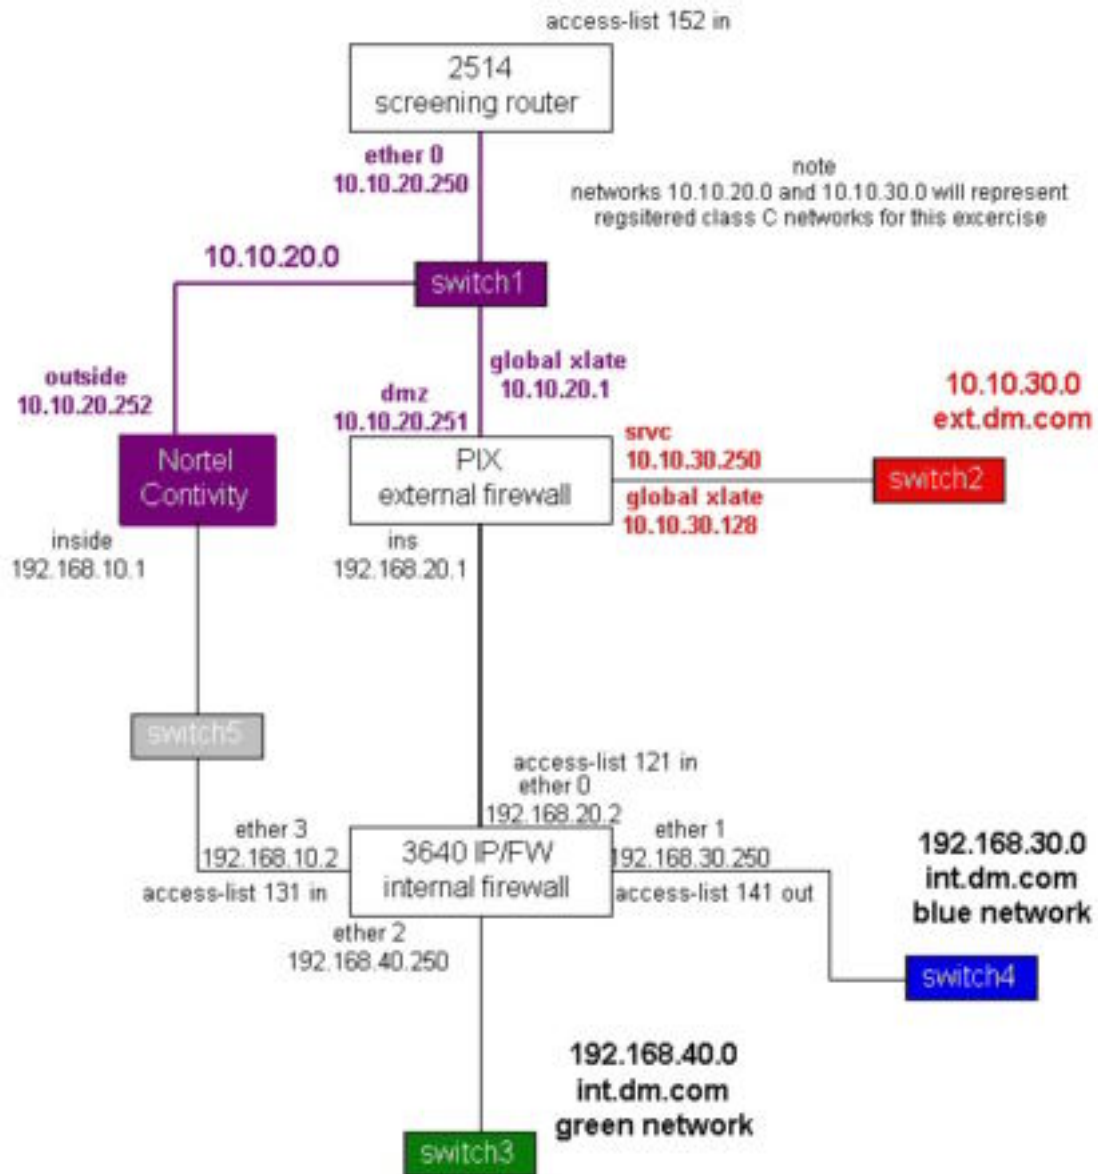 access-list 152 in
2514
screening router
ether 0
10.10.20.250
note
networks 10.10.20.0 and 10.10.30.0 will represent
regsitered class C networks for this excercise
10.10.20.0
switch1
outside
10.10.20.252
global xlate
10.10.20.1
dmz
10.10.20.251
10.10.30.0
ext.dm.com
Nortel
Contivity
PIX
external firewall
srvc
10.10.30.250
switch2
global xlate
10.10.30.128
inside
192.168.10.1
ins
192.168.20.1
switch5
access-list 121 in
ether 0
192.168.20.2
ether 3
192.168.10.2
access-list 131 in
3640 IP/FW
internal firewall
ether 1
192.168.30.250
access-list 141 out
192.168.30.0
int.dm.com
blue network
ether 2
192.168.40.250
switch4
192.168.40.0
int.dm.com
green network
switch3